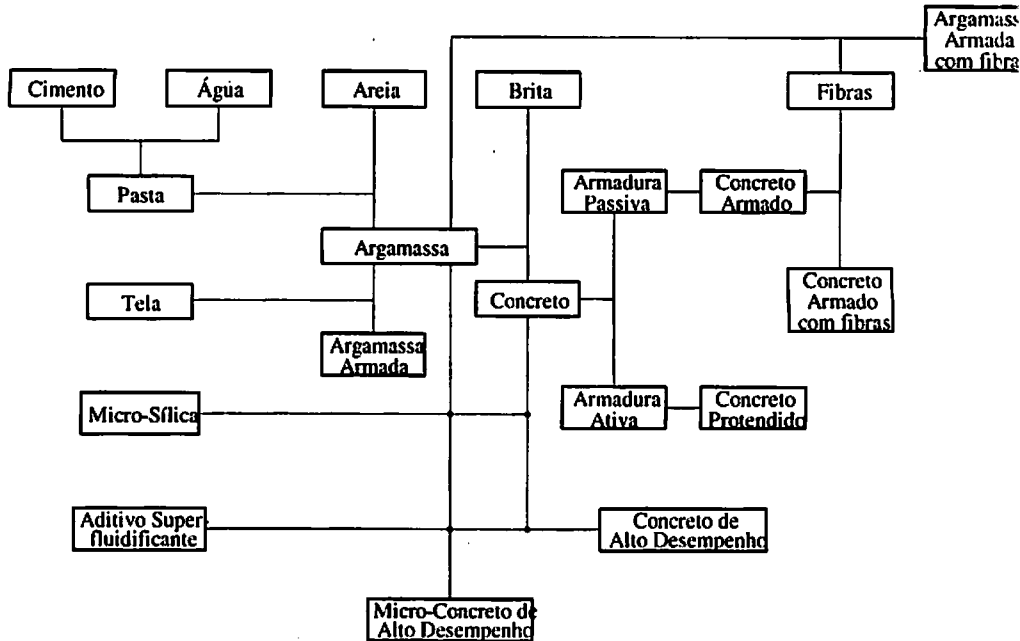 Argamass
Armada
com fibra
Cimento
Água
Areia
Brita
Fibras
Pasta
Armadura
Passiva
Concreto
Armado
Argamassa
Tela
Concreto
Concreto
Armado
com fibras
Argamassa
Armada
Micro-Sílica
Armadura
Ativa
Concreto
Protendido
Aditivo Super
fluidificante
Concreto de
Alto Desempenho
Micro-Concreto de
Alto Desempenho